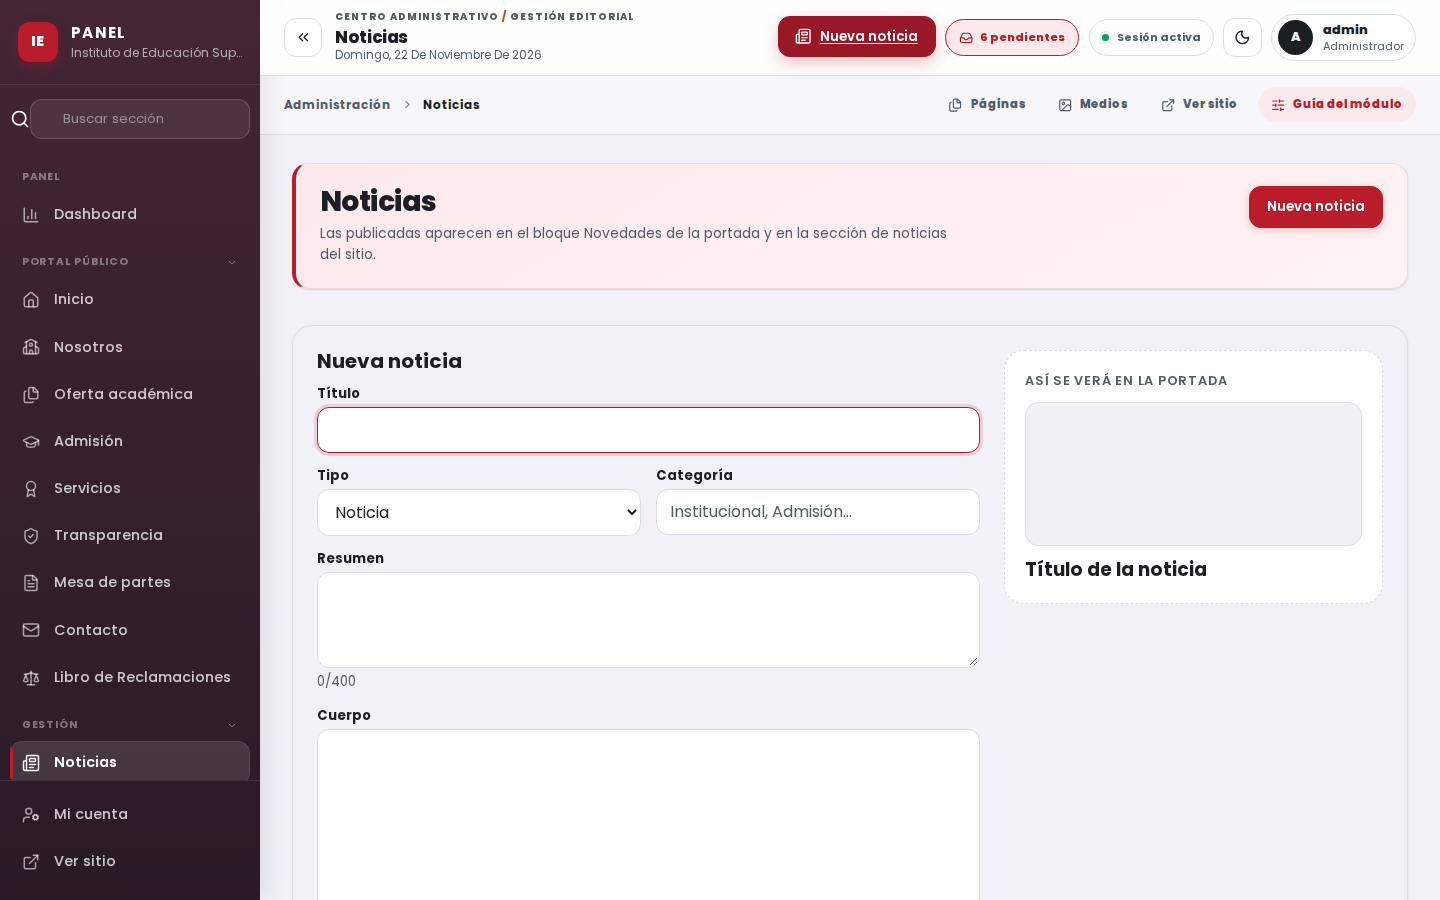 IE
PANEL
Instituto de Educación Sup...
Buscar sección
PANEL
Dashboard
PORTAL PÚBLICO
Inicio
Nosotros
Oferta académica
Admisión
Servicios
Transparencia
Mesa de partes
Contacto
Libro de Reclamaciones
GESTIÓN
Noticias
Mi cuenta
Ver sitio
CENTRO ADMINISTRATIVO / GESTIÓN EDITORIAL
Noticias
Domingo, 22 De Noviembre De 2026
Nueva noticia
6 pendientes
Sesión activa
A
admin
Administrador
Administración > Noticias
Páginas
Medios
Ver sitio
Guía del módulo
Noticias
Las publicadas aparecen en el bloque Novedades de la portada y en la sección de noticias
del sitio.
Nueva noticia
Nueva noticia
Título
Tipo
Categoría
Noticia
Institucional, Admisión...
Resumen
0/400
Cuerpo
ASÍ SE VERÁ EN LA PORTADA
Título de la noticia